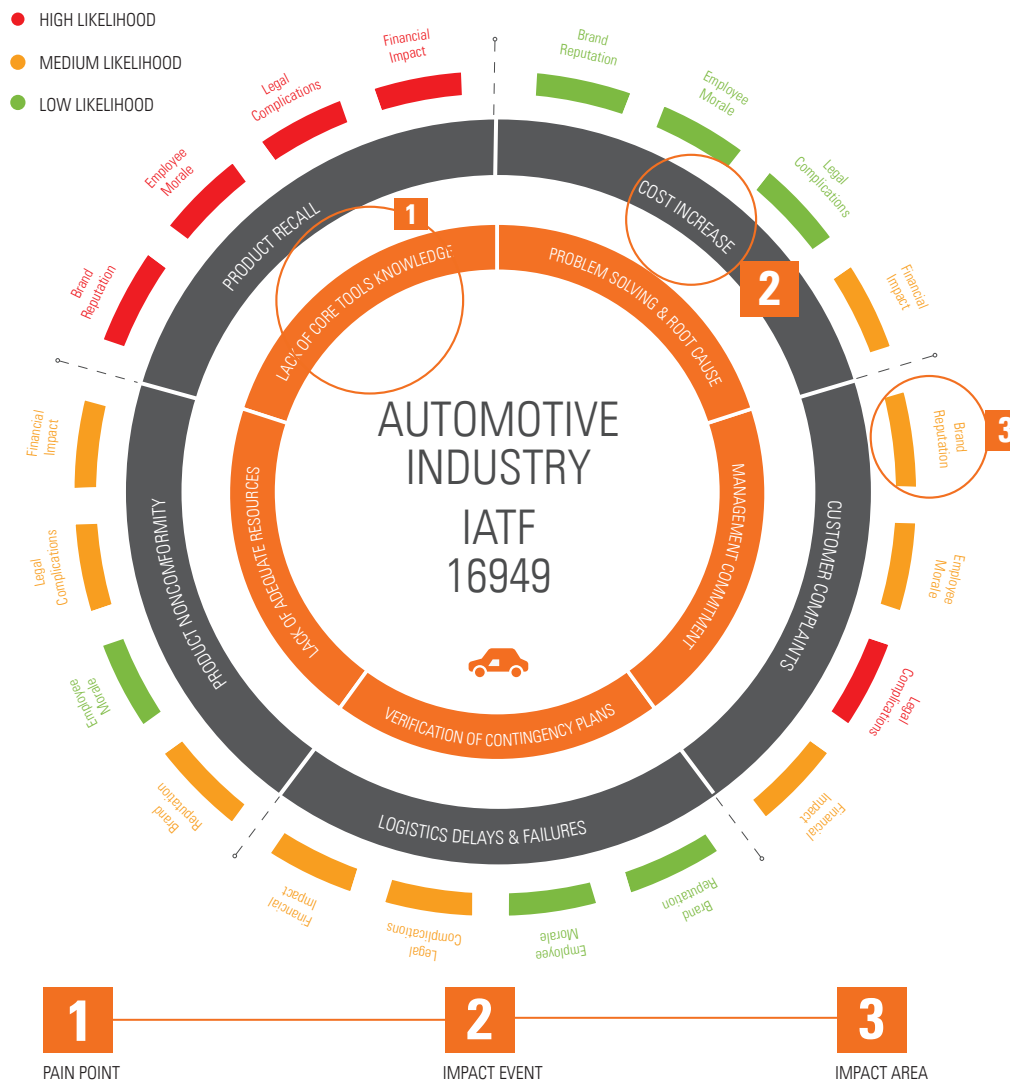 HIGH LIKELIHOOD
MEDIUM LIKELIHOOD
LOW LIKELIHOOD
Financial
Impact
Legal
Complications
Employee
Morale
Brand
Reputation
Brand
Reputation
Employee
Morale
Legal
Complications
Financial
Impact
PRODUCT RECALL
COST INCREASE
1
2
LACK OF CORE TOOLS KNOWLEDGE
PROBLEM SOLVING & ROOT CAUSE
Brand
Reputation
3
Employee
Morale
Legal
Complications
Financial
Impact
CUSTOMER COMPLAINTS
MANAGEMENT COMMITMENT
AUTOMOTIVE
INDUSTRY
IATF
16949
Financial
Impact
Legal
Complications
Employee
Morale
Brand
Reputation
PRODUCT NONCOMFORMITY
LACK OF ADEQUATE RESOURCES
VERIFICATION OF CONTINGENCY PLANS
LOGISTICS DELAYS & FAILURES
Financial
Impact
Legal
Complications
Employee
Morale
Brand
Reputation
1
2
3
PAIN POINT
IMPACT EVENT
IMPACT AREA